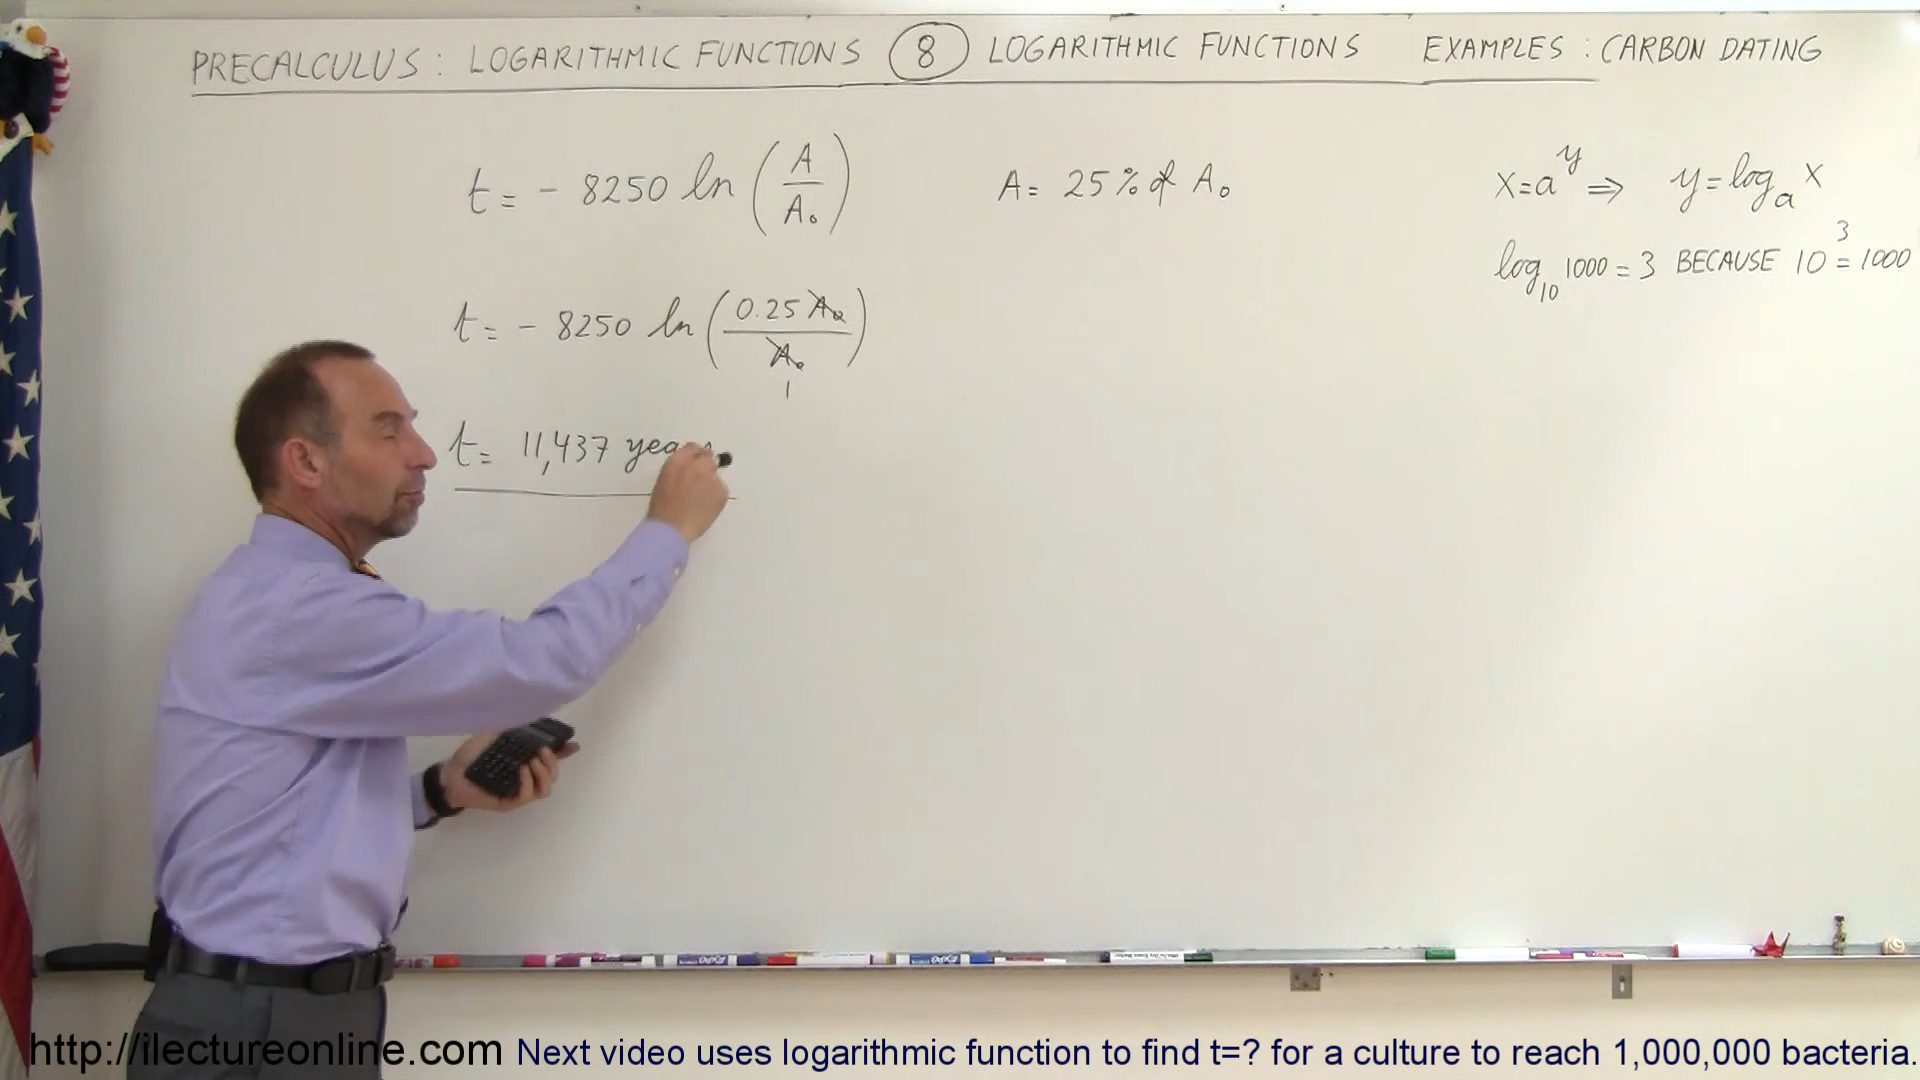 PRECALCULUS: LOGARITHMIC FUNCTIONS 8 LOGARITHMIC FUNCTIONS EXAMPLES: CARBON DATING
t = - 8250 ln (A/A₀)
A = 25% of A₀
x = a^y ⇒ y = log_a x
log₁₀ 1000 = 3 BECAUSE 10³ = 1000
t = - 8250 ln (0.25 A₀/A₀)
1
t = 11,437 years
http://ilectureonline.com Next video uses logarithmic function to find t=? for a culture to reach 1,000,000 bacteria.